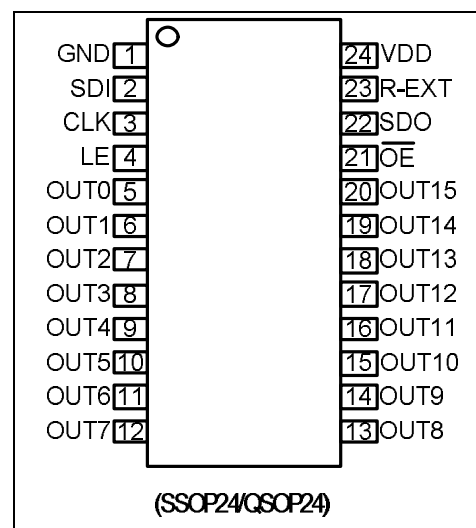 GND 1 24 VDD
SDI 2 23 R-EXT
CLK 3 22 SDO
LE 4 21 O̅E̅
OUT0 5 20 OUT15
OUT1 6 19 OUT14
OUT2 7 18 OUT13
OUT3 8 17 OUT12
OUT4 9 16 OUT11
OUT5 10 15 OUT10
OUT6 11 14 OUT9
OUT7 12 13 OUT8
(SSOP24/QSOP24)